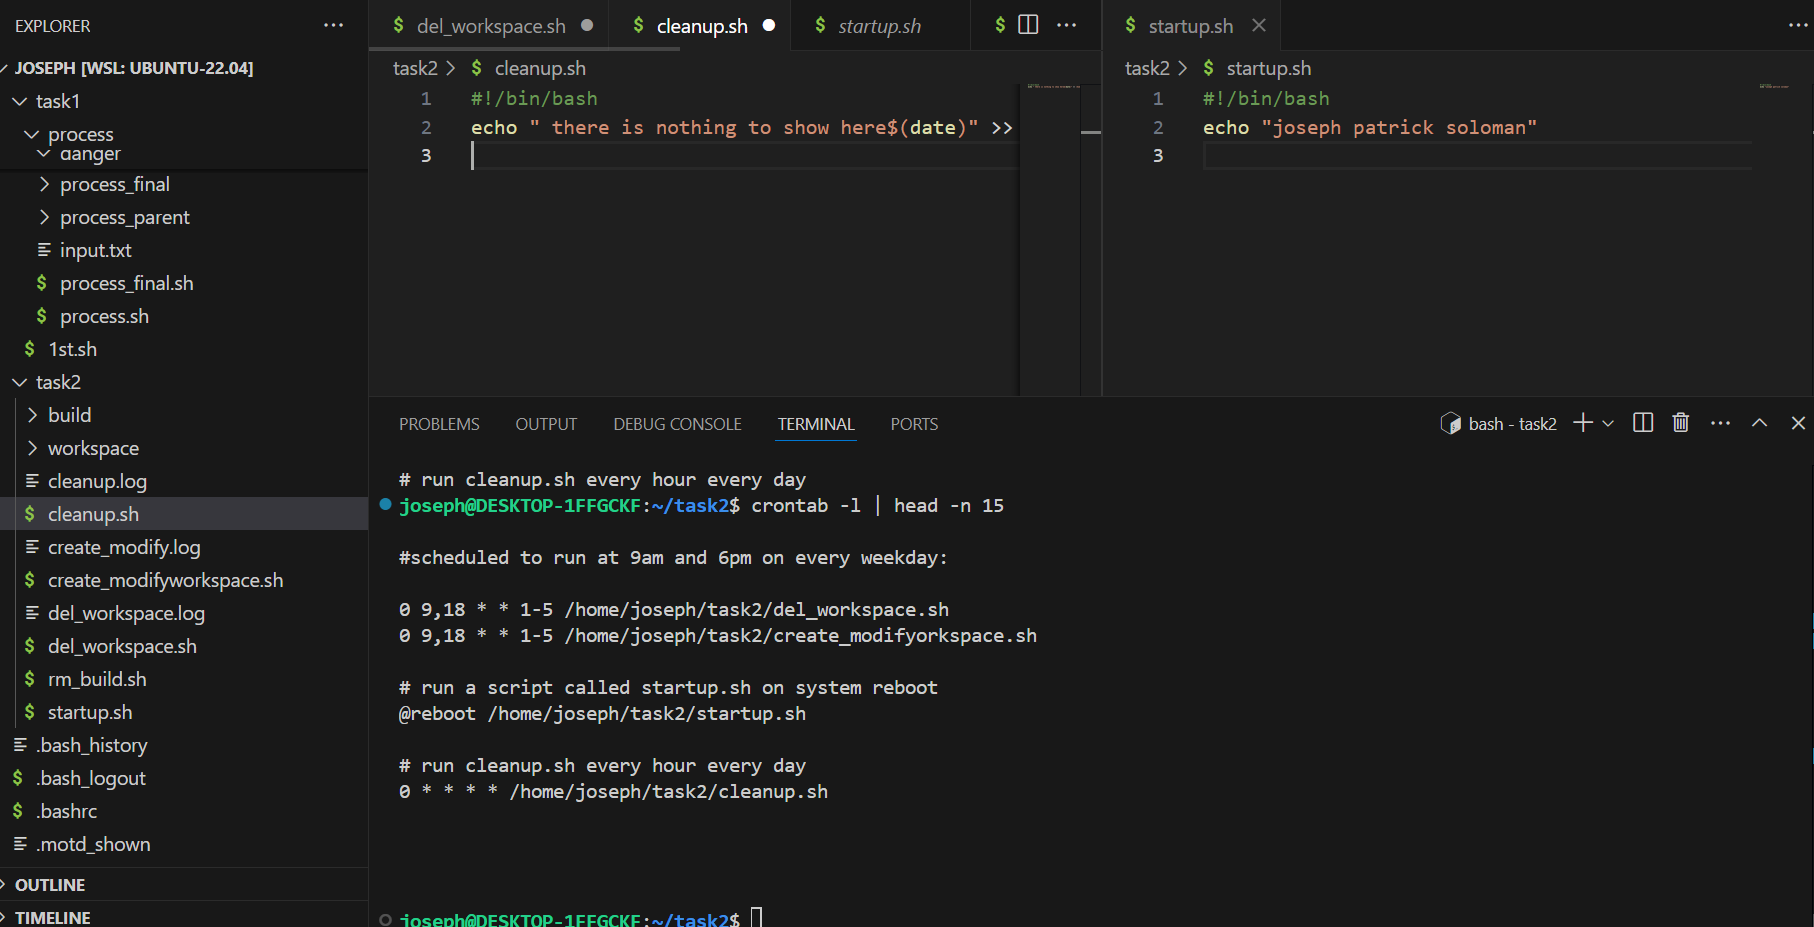 EXPLORER
JOSEPH [WSL: UBUNTU-22.04]
task1
process
danger
process_final
process_parent
input.txt
process_final.sh
process.sh
1st.sh
task2
build
workspace
cleanup.log
cleanup.sh
create_modify.log
create_modifyworkspace.sh
del_workspace.log
del_workspace.sh
rm_build.sh
startup.sh
.bash_history
.bash_logout
.bashrc
.motd_shown
OUTLINE
TIMELINE
del_workspace.sh
cleanup.sh
startup.sh
task2 > $ cleanup.sh
1 #!/bin/bash
2 echo " there is nothing to show here$(date)" >>
3
startup.sh
task2 > $ startup.sh
1 #!/bin/bash
2 echo "joseph patrick soloman"
3
PROBLEMS OUTPUT DEBUG CONSOLE TERMINAL PORTS
bash - task2
# run cleanup.sh every hour every day
joseph@DESKTOP-1FFGCKF:~/task2$ crontab -l | head -n 15
#scheduled to run at 9am and 6pm on every weekday:
0 9,18 * * 1-5 /home/joseph/task2/del_workspace.sh
0 9,18 * * 1-5 /home/joseph/task2/create_modifyorkspace.sh
# run a script called startup.sh on system reboot
@reboot /home/joseph/task2/startup.sh
# run cleanup.sh every hour every day
0 * * * * /home/joseph/task2/cleanup.sh
joseph@DESKTOP-1FFGCKF:~/task2$